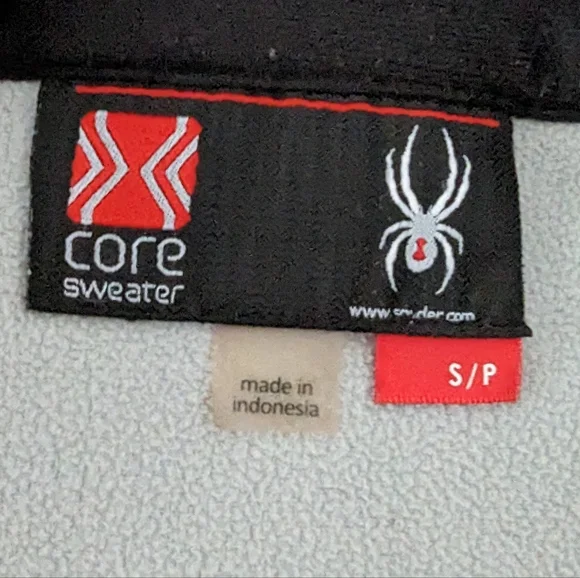 core
sweater
www.spyder.com
made in
indonesia
S/P